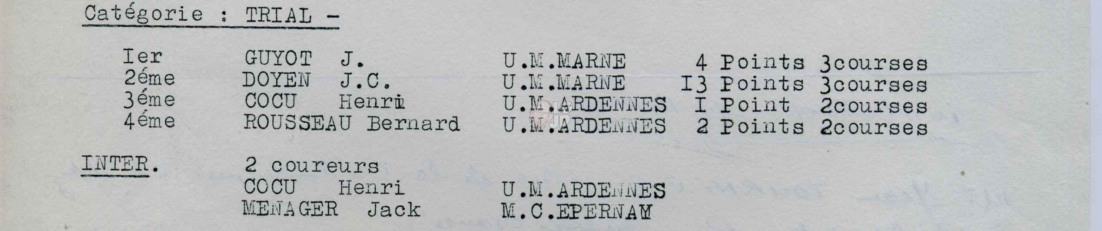 Catégorie : TRIAL -
Ier GUYOT J. U.M.MARNE 4 Points 3courses
2éme DOYEN J.C. U.M.MARNE I3 Points 3courses
3éme COCU Henri U.M.ARDENNES I Point 2courses
4éme ROUSSEAU Bernard U.M.ARDENNES 2 Points 2courses
INTER. 2 coureurs
COCU Henri U.M.ARDENNES
MENAGER Jack M.C.EPERNAY